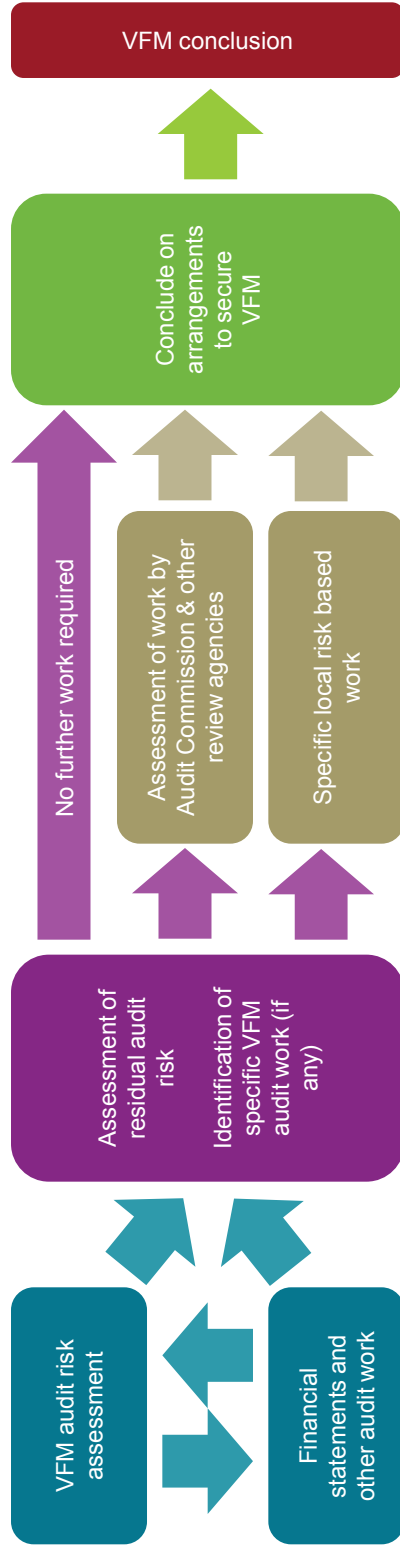 VFM audit risk
assessment
Financial
statements and
other audit work
Assessment of
residual audit
risk
Identification of
specific VFM
audit work (if
any)
No further work required
Assessment of work by
Audit Commission & other
review agencies
Specific local risk based
work
Conclude on
arrangements
to secure
VFM
VFM conclusion